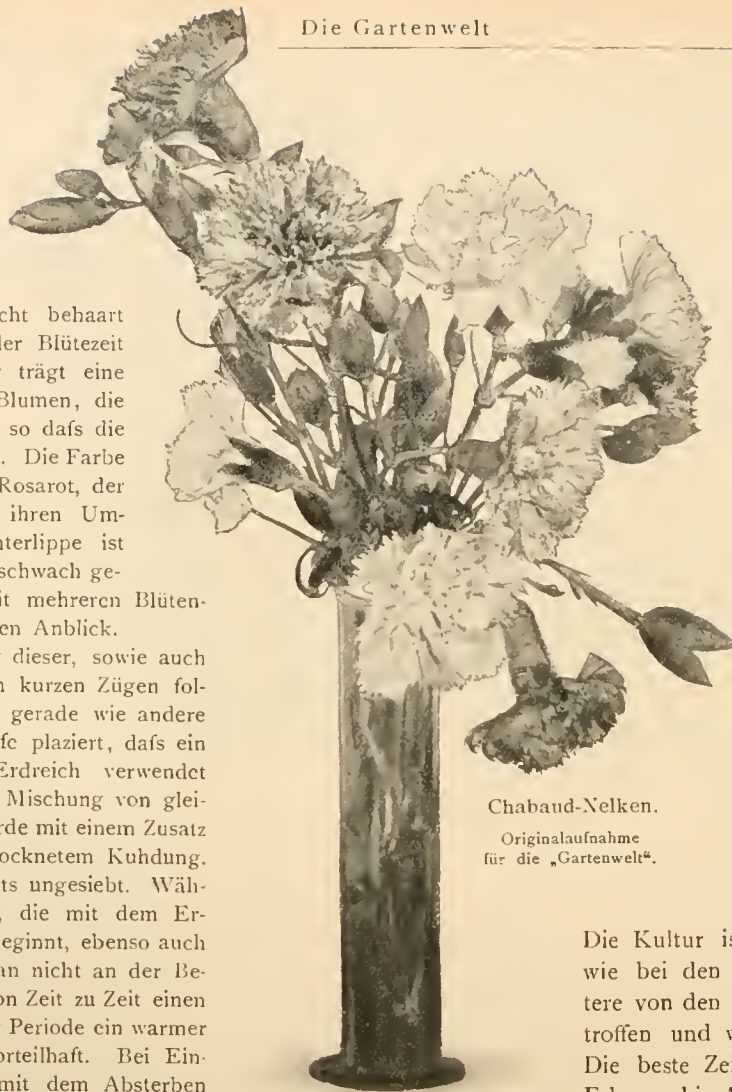 Die Gartenwelt
cht behaart
der Blütezeit
trägt eine
Blumen, die
so dafs die
. Die Farbe
Rosarot, der
ihren Um-
nterlippe ist
schwach ge-
it mehreren Blüten-
en Anblick.
dieser, sowie auch
n kurzen Zügen fol-
gerade wie andere
fe plaziert, dafs ein
Erdreich verwendet
Mischung von glei-
rde mit einem Zusatz
ocknetem Kuhdung.
ts ungesiebt. Wäh-
, die mit dem Er-
eginnt, ebenso auch
an nicht an der Be-
on Zeit zu Zeit einen
Periode ein warmer
orteilhaft. Bei Ein-
mit dem Absterben
Chabaud-Nelken.
Originalaufnahme
für die „Gartenwelt“.
Die Kultur is
wie bei den
tere von den
troffen und w
Die beste Zei